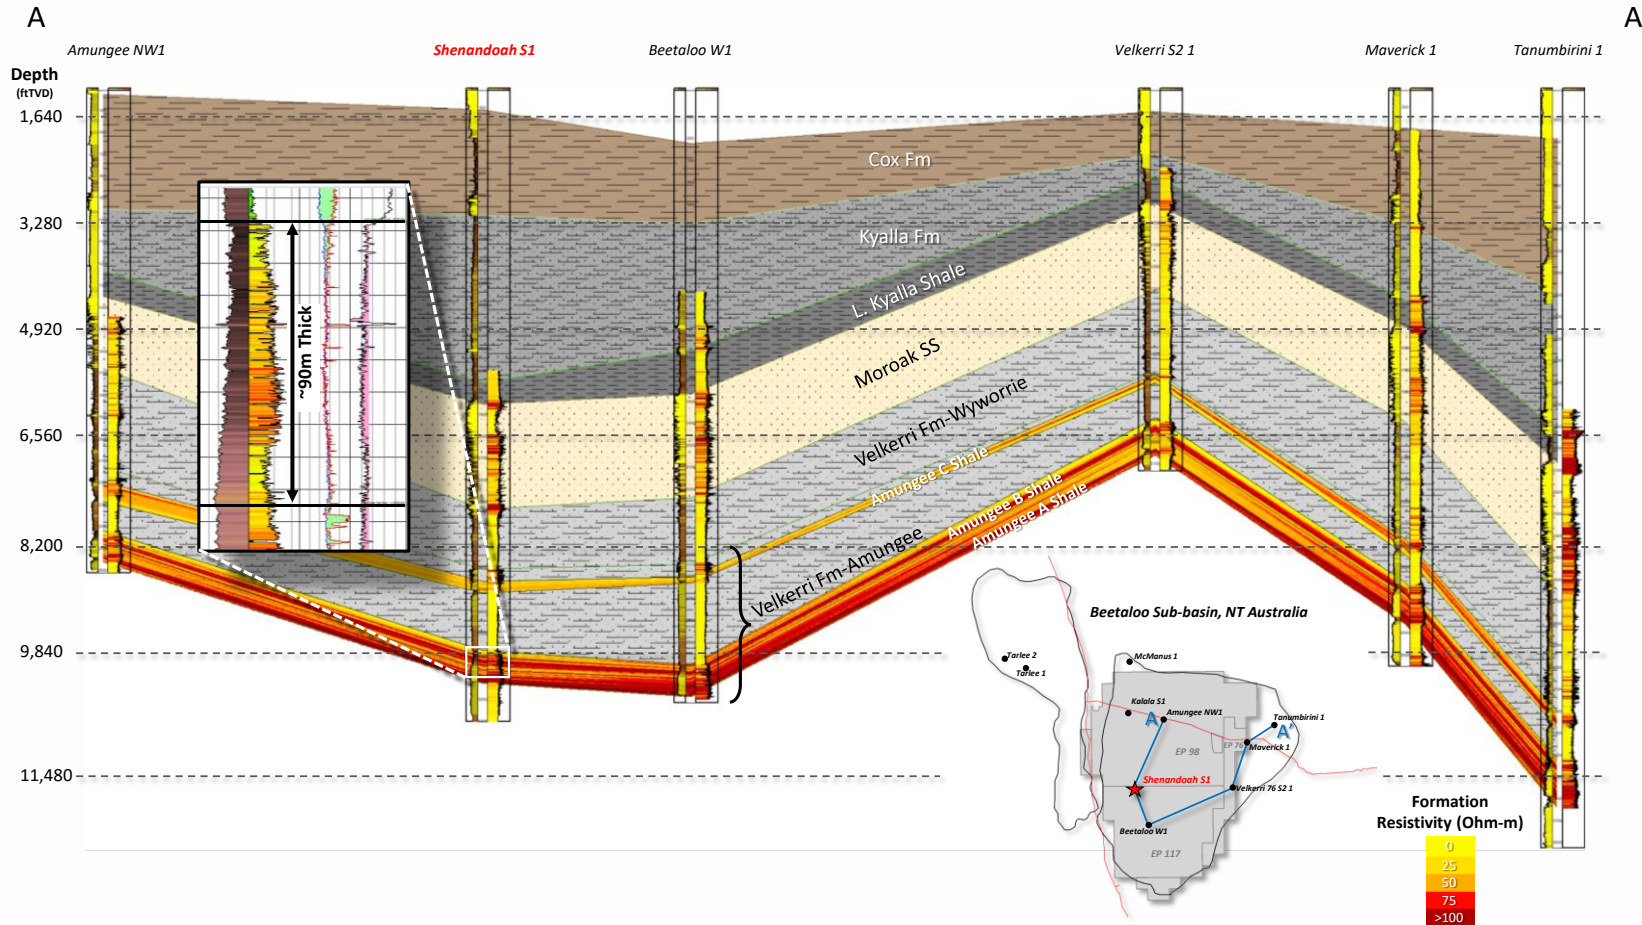 A
A
Amungee NW1
Shenandoah S1
Beetaloo W1
Velkerri S2 1
Maverick 1
Tanumbirini 1
Depth
(ftTVD)
1,640
3,280
4,920
6,560
8,200
9,840
11,480
Cox Fm
Kyalla Fm
L. Kyalla Shale
Moroak SS
Velkerri Fm-Wyworrie
Amungee C Shale
Amungee B Shale
Amungee A Shale
Velkerri Fm-Amungee
~90m Thick
Beetaloo Sub-basin, NT Australia
Tarlee 2
Tarlee 1
McManus 1
Kalala S1
A
Amungee NW1
Tanumbirini 1
A'
EP 76
Maverick 1
EP 98
Shenandoah S1
Velkerri 76 S2 1
Beetaloo W1
EP 117
Formation
Resistivity (Ohm-m)
0
25
50
75
>100